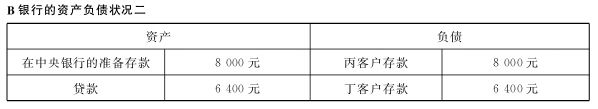 B 银行的资产负债状况二
资产 负债
在中央银行的准备存款 8 000 元 丙客户存款 8 000 元
贷款 6 400 元 丁客户存款 6 400 元